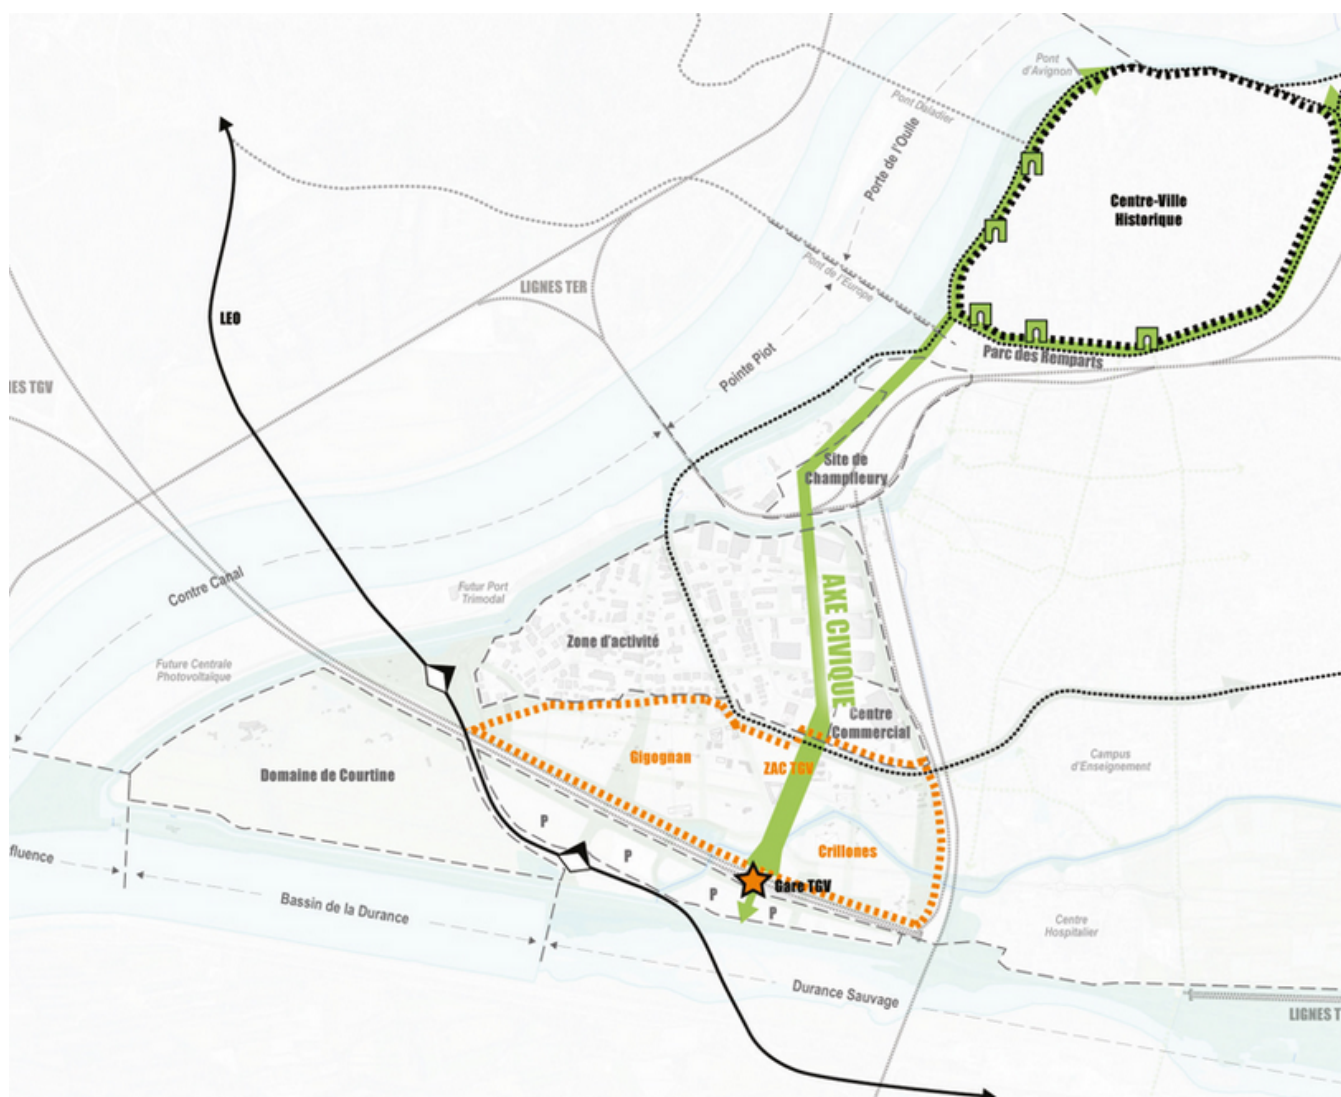 Pont
d'Avignon
Pont Daladier
Porte de l'Oulle
Centre-Ville
Historique
Pont de l'Europe
LIGNES TER
LEO
Parc des Remparts
Pointe Piot
ES TGV
Site de
Champfleury
Contre Canal
Futur Port
Trimodal
AXE CIVIQUE
Zone d'activité
Future Centrale
Photovoltaïque
Centre
Commercial
Gigognan
ZAC TGV
Campus
d'Enseignement
Domaine de Courtine
P
P
Crillones
fluence
Gare TGV
P
P
Bassin de la Durance
Centre
Hospitalier
Durance Sauvage
LIGNES T